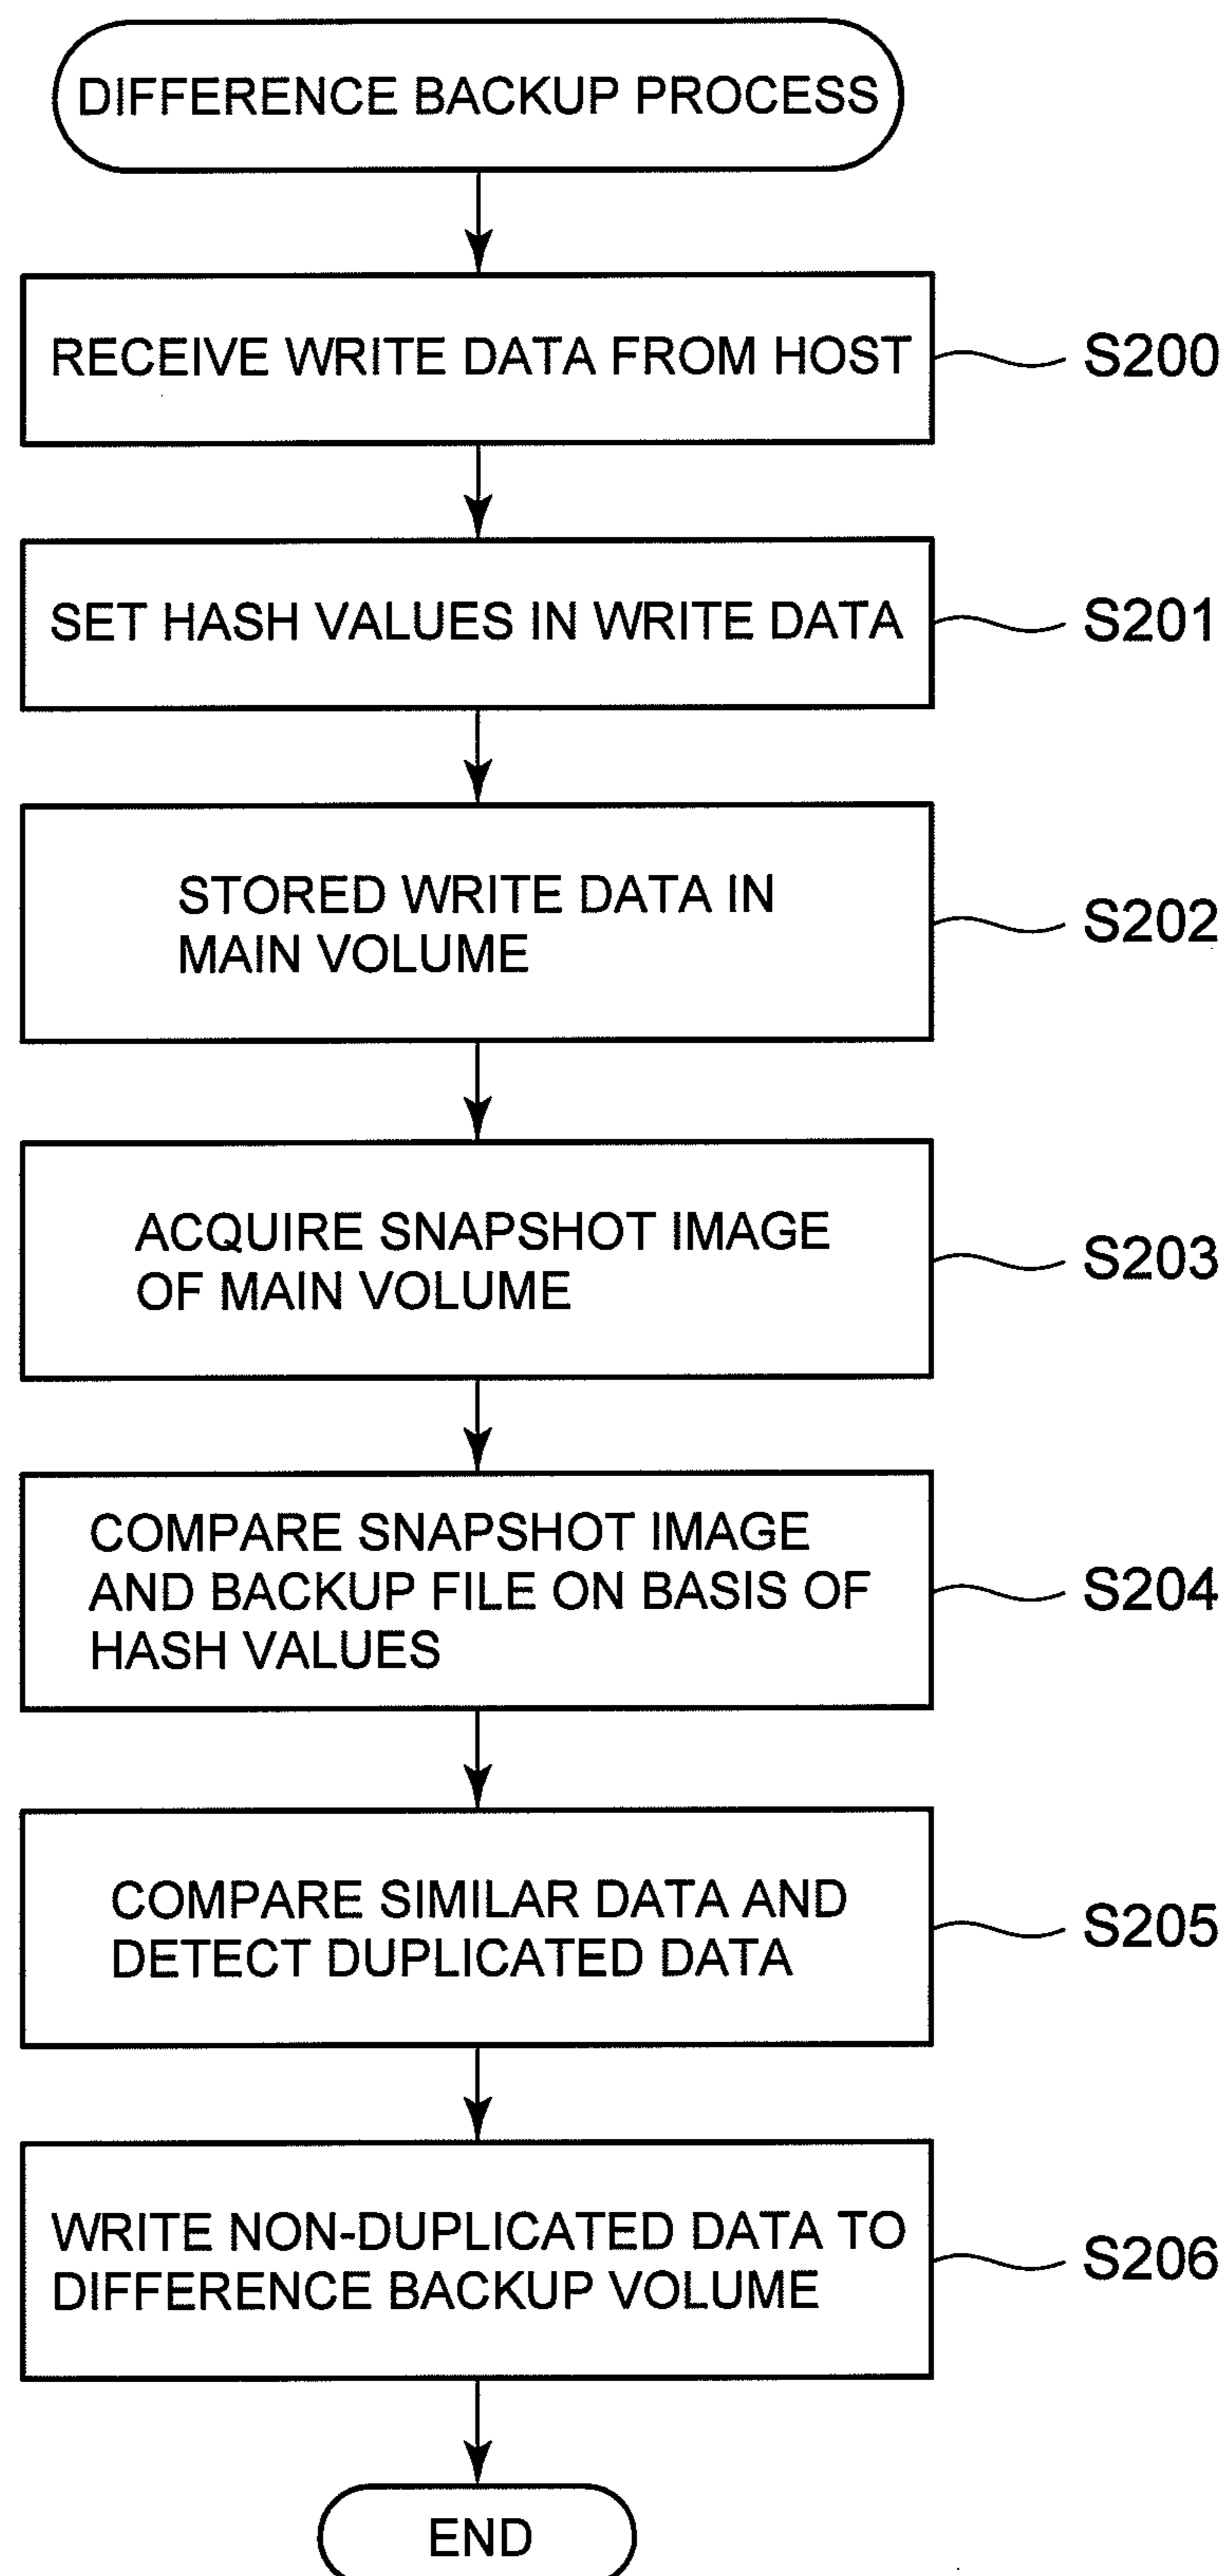 DIFFERENCE BACKUP PROCESS
RECEIVE WRITE DATA FROM HOST
S200
SET HASH VALUES IN WRITE DATA
S201
STORED WRITE DATA IN
MAIN VOLUME
S202
ACQUIRE SNAPSHOT IMAGE
OF MAIN VOLUME
S203
COMPARE SNAPSHOT IMAGE
AND BACKUP FILE ON BASIS OF
HASH VALUES
S204
COMPARE SIMILAR DATA AND
DETECT DUPLICATED DATA
S205
WRITE NON-DUPLICATED DATA TO
DIFFERENCE BACKUP VOLUME
S206
END